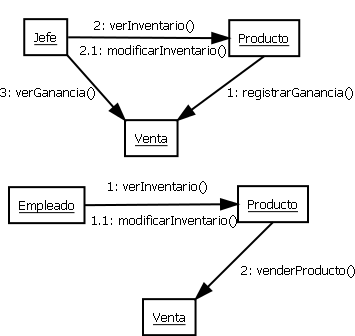 2: verInventario()
Jefe
Producto
2.1: modificarInventario()
3: verGanancia()
1: registrarGanancia()
Venta
1: verInventario()
Empleado
Producto
1.1: modificarInventario()
2: venderProducto()
Venta